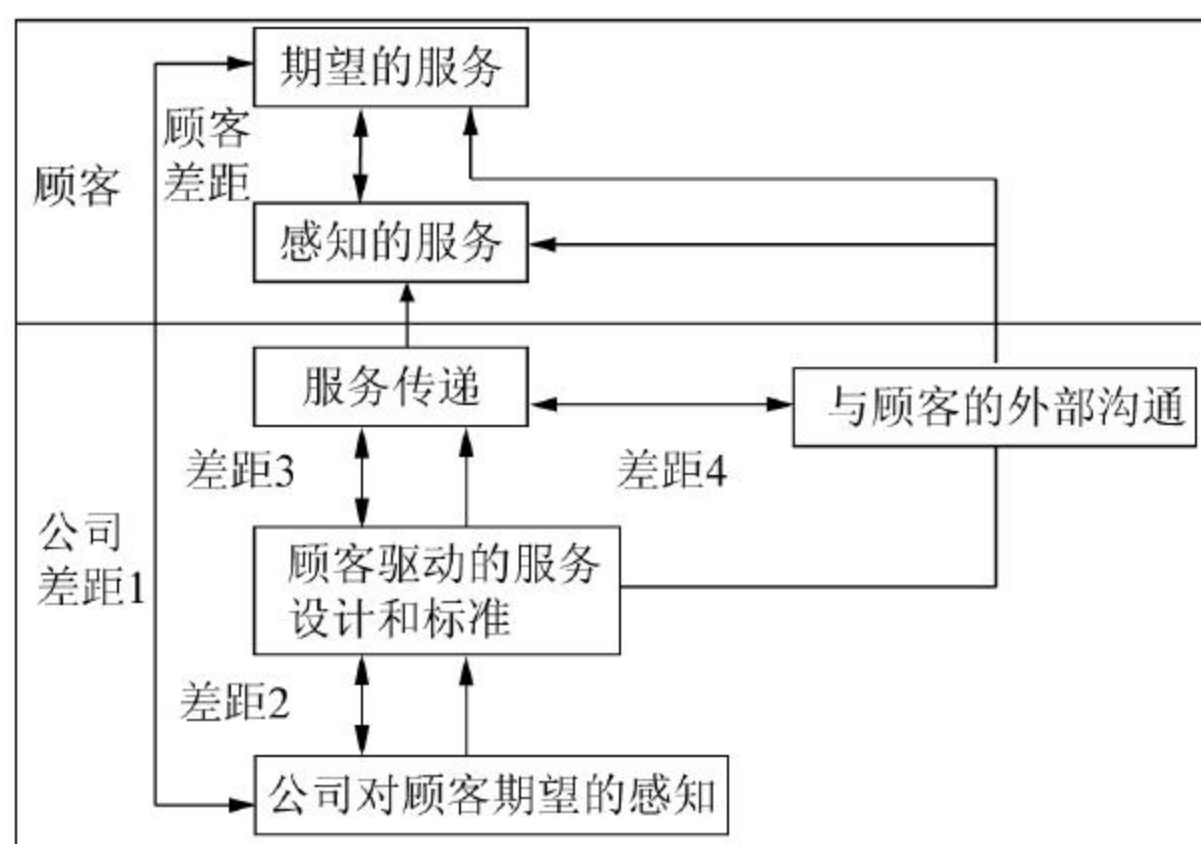 期望的服务
顾客
差距
顾客
感知的服务
服务传递
与顾客的外部沟通
差距3
差距4
公司
差距1
顾客驱动的服务
设计和标准
差距2
公司对顾客期望的感知